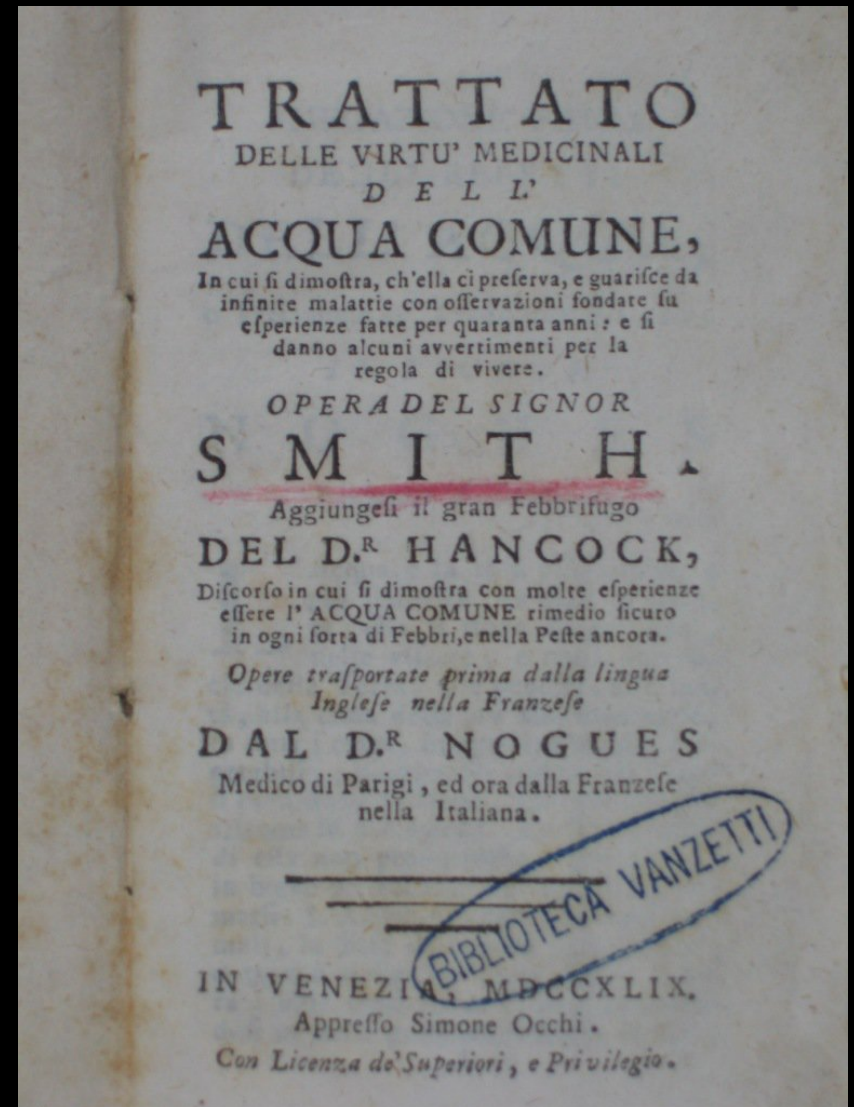 TRATTATO
DELLE VIRTU' MEDICINALI
DELL'
ACQUA COMUNE,
In cui ſi dimoſtra, ch'ella ci preſerva, e guariſce da
infinite malattie con oſſervazioni fondate ſu
eſperienze fatte per quaranta anni: e ſi
danno alcuni avvertimenti per la
regola di vivere.
OPERA DEL SIGNOR
SMITH.
Aggiungeſi il gran Febbrifugo
DEL D.R HANCOCK,
Diſcorſo in cui ſi dimoſtra con molte eſperienze
eſſere l' ACQUA COMUNE rimedio ſicuro
in ogni ſorta di Febbri, e nella Peſte ancora.
Opere traſportate prima dalla lingua
Ingleſe nella Franzeſe
DAL D.R NOGUES
Medico di Parigi, ed ora dalla Franzeſe
nella Italiana.
BIBLIOTECA VANZETTI
IN VENEZIA, MDCCXLIX.
Appreſſo Simone Occhi.
Con Licenza de' Superiori, e Privilegio.